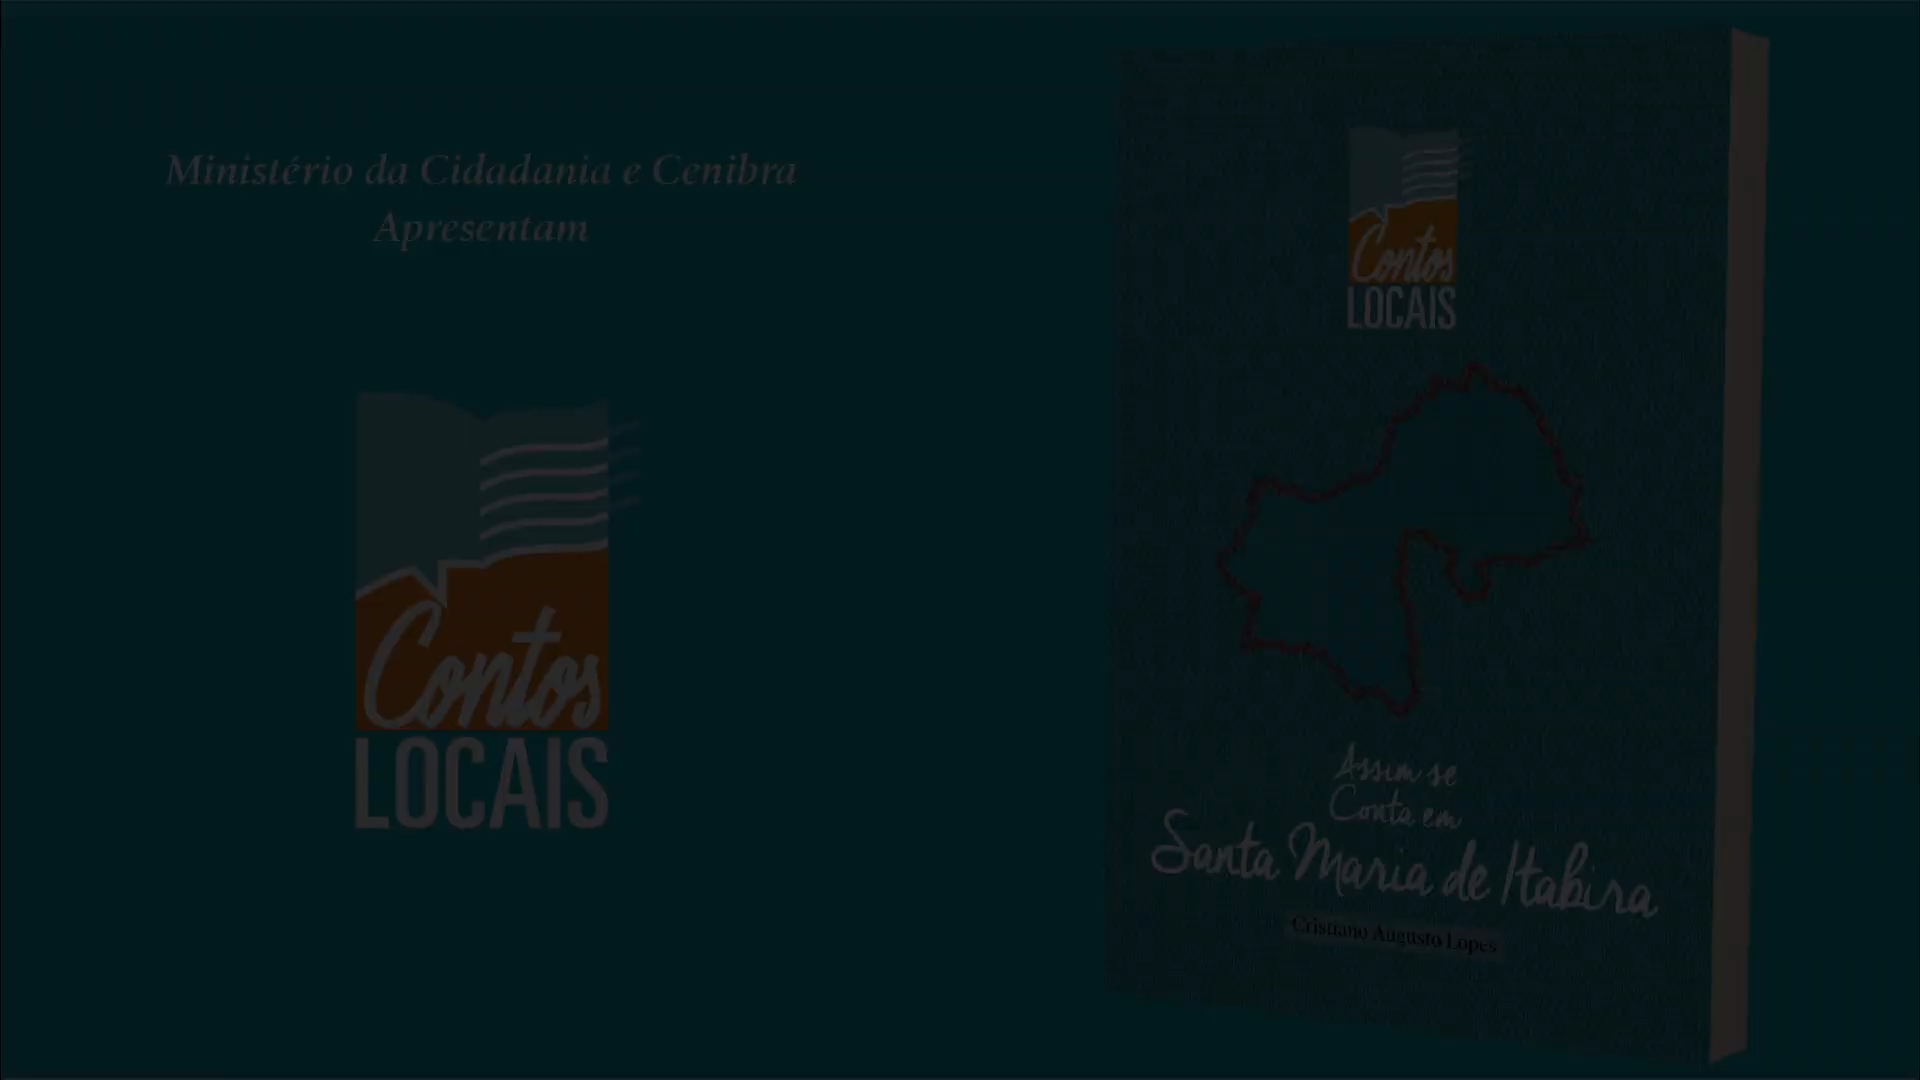 Ministério da Cidadania e Cenibra
Apresentam
Contos
LOCAIS
Contos
LOCAIS
Assim se
Conta em
Santa Maria de Itabira
Cristiano Augusto Lopes